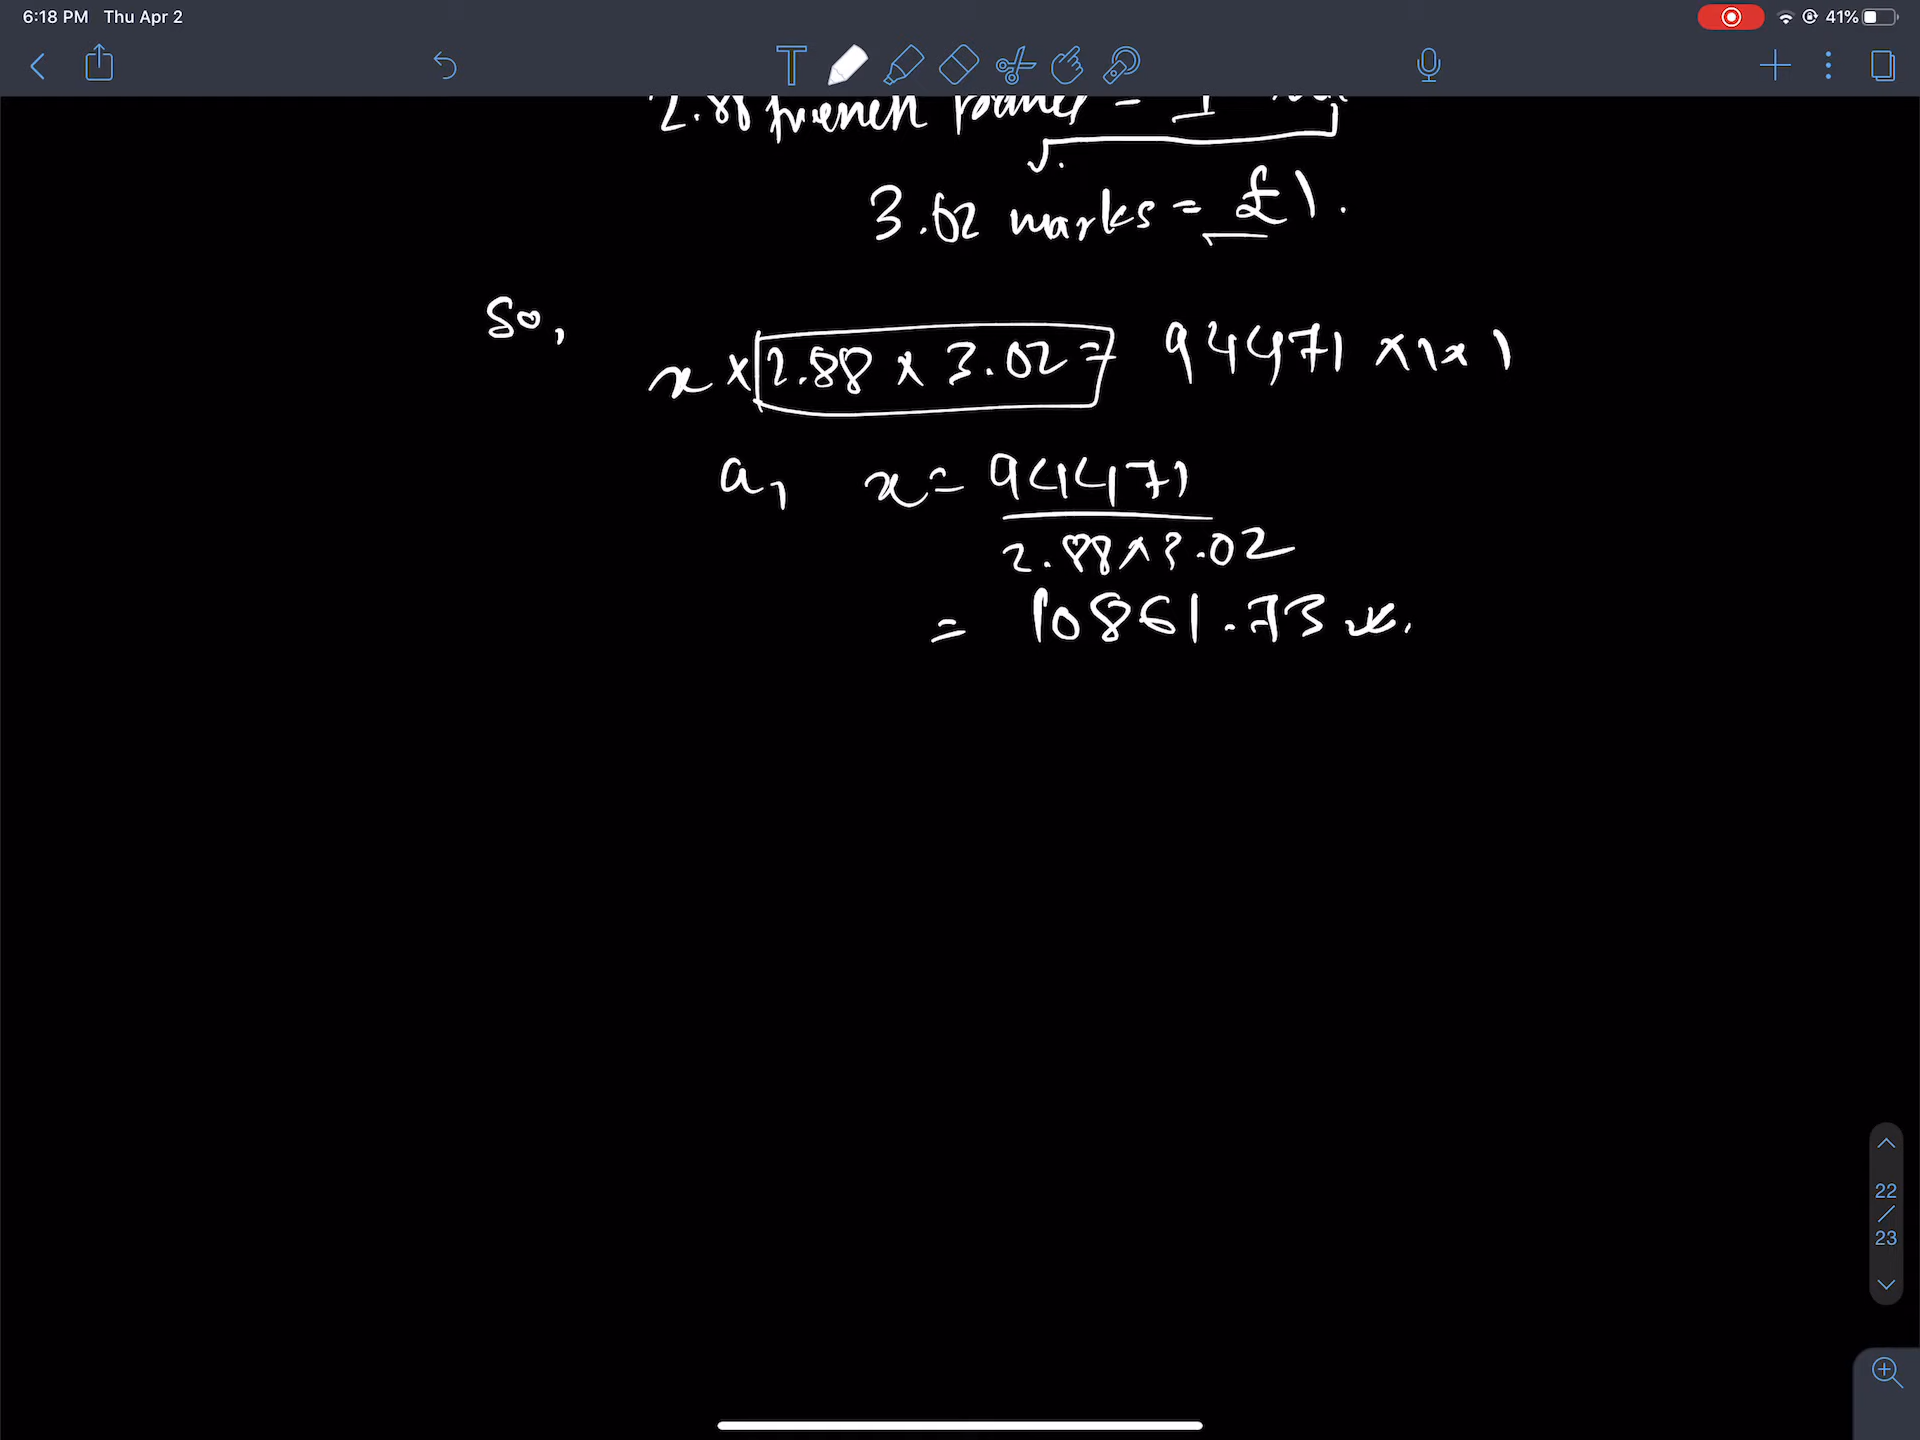 6:18 PM Thu Apr 2
41%
2.88 french = 1
3.02 marks = £1.
So,
x × 2.88 × 3.02 = 94471 × 1 × 1
a, x = 94471
2.88 × 3.02
= 10861.73
22
/
23